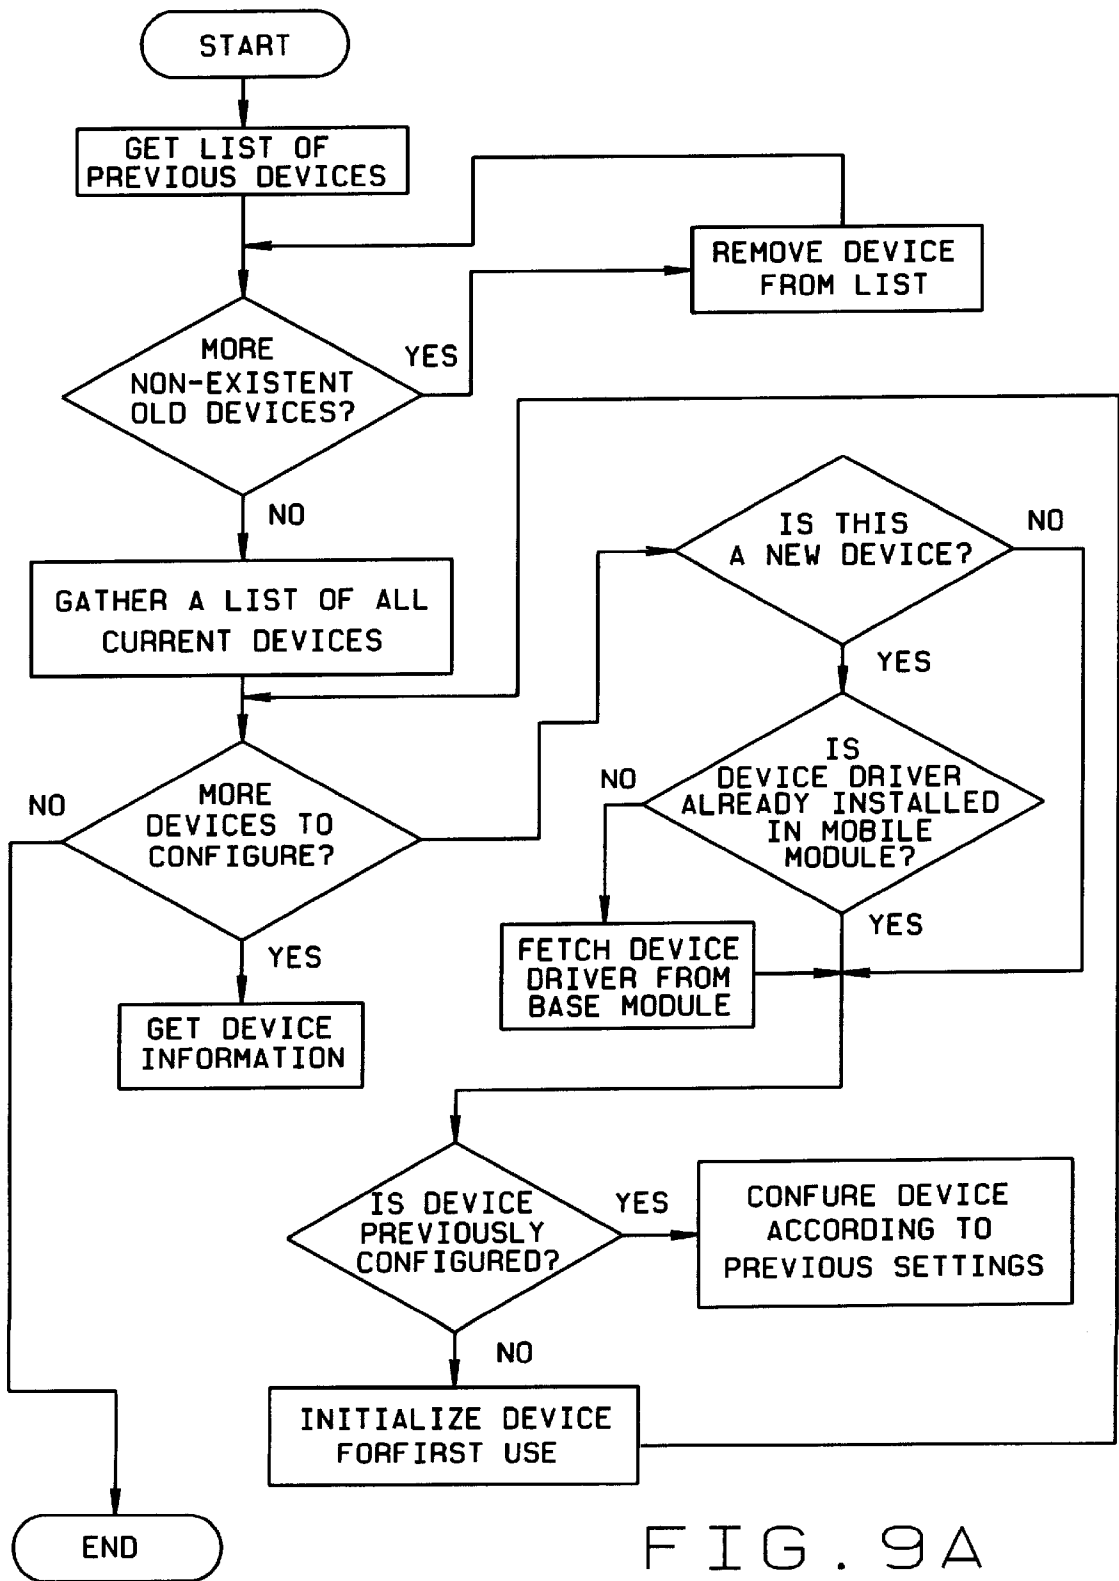 START
GET LIST OF
PREVIOUS DEVICES
REMOVE DEVICE
FROM LIST
MORE
NON-EXISTENT
OLD DEVICES?
YES
NO
GATHER A LIST OF ALL
CURRENT DEVICES
IS THIS
A NEW DEVICE?
NO
YES
MORE
DEVICES TO
CONFIGURE?
NO
YES
GET DEVICE
INFORMATION
IS
DEVICE DRIVER
ALREADY INSTALLED
IN MOBILE
MODULE?
NO
YES
FETCH DEVICE
DRIVER FROM
BASE MODULE
IS DEVICE
PREVIOUSLY
CONFIGURED?
YES
CONFURE DEVICE
ACCORDING TO
PREVIOUS SETTINGS
NO
INITIALIZE DEVICE
FORFIRST USE
END
FIG. 9A